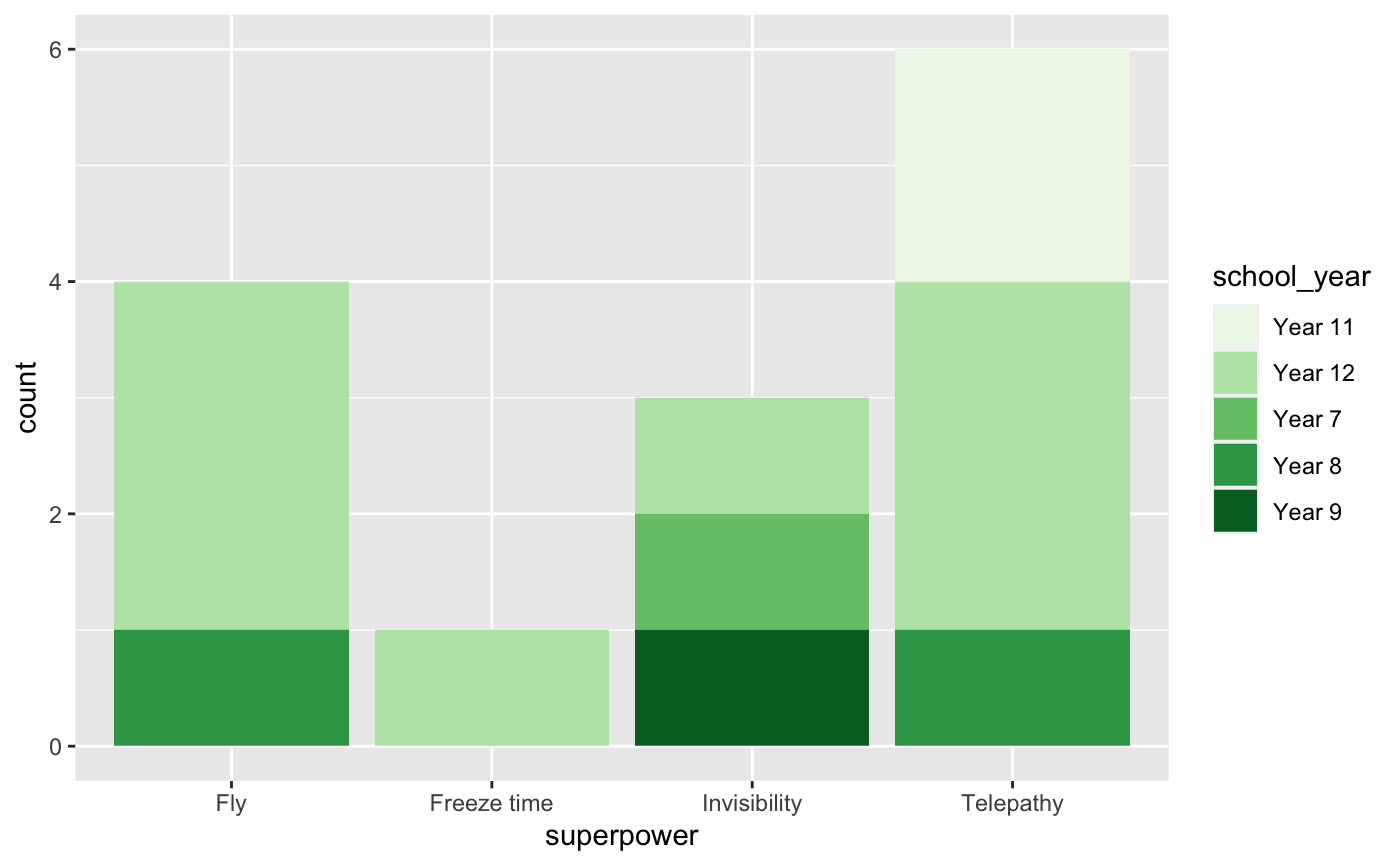 count
6
4
2
0
Fly
Freeze time
Invisibility
Telepathy
superpower
school_year
Year 11
Year 12
Year 7
Year 8
Year 9